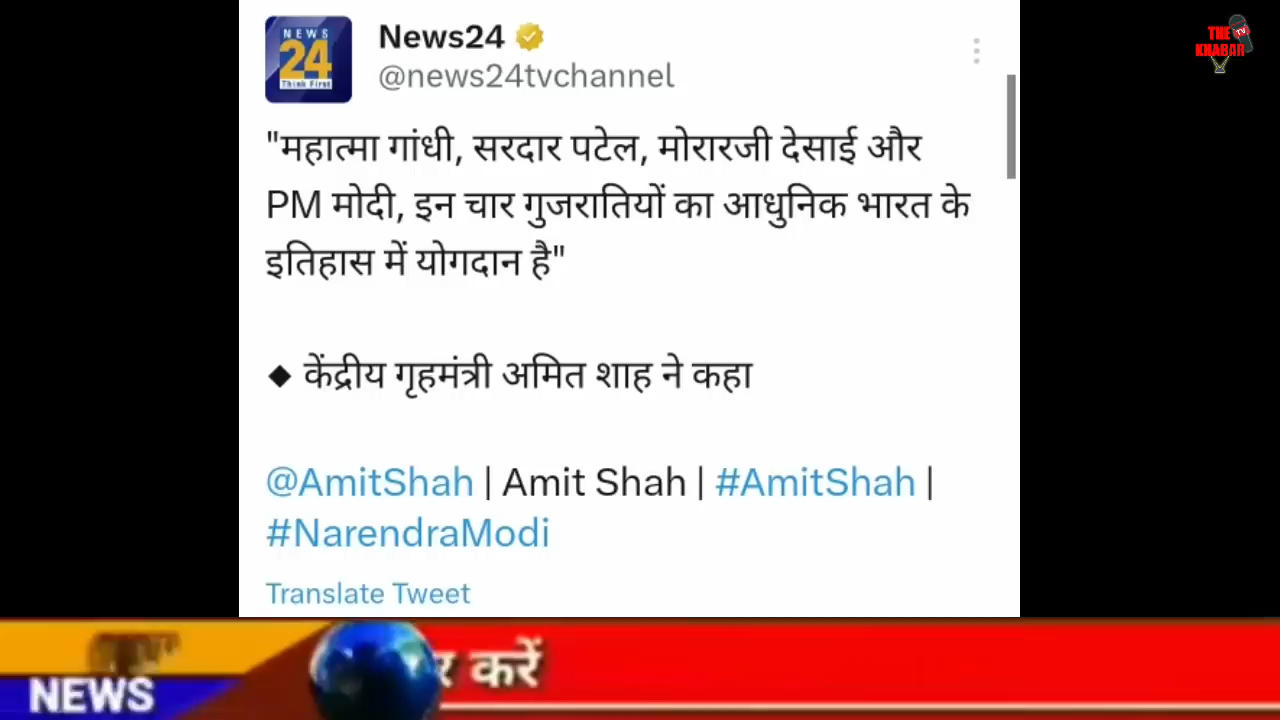 NEWS
24
Think First
News24
@news24tvchannel
THE
KHABAR
TV
"महात्मा गांधी, सरदार पटेल, मोरारजी देसाई और
PM मोदी, इन चार गुजरातियों का आधुनिक भारत के
इतिहास में योगदान है"
◆ केंद्रीय गृहमंत्री अमित शाह ने कहा
@AmitShah | Amit Shah | #AmitShah |
#NarendraModi
Translate Tweet
र करें
NEWS